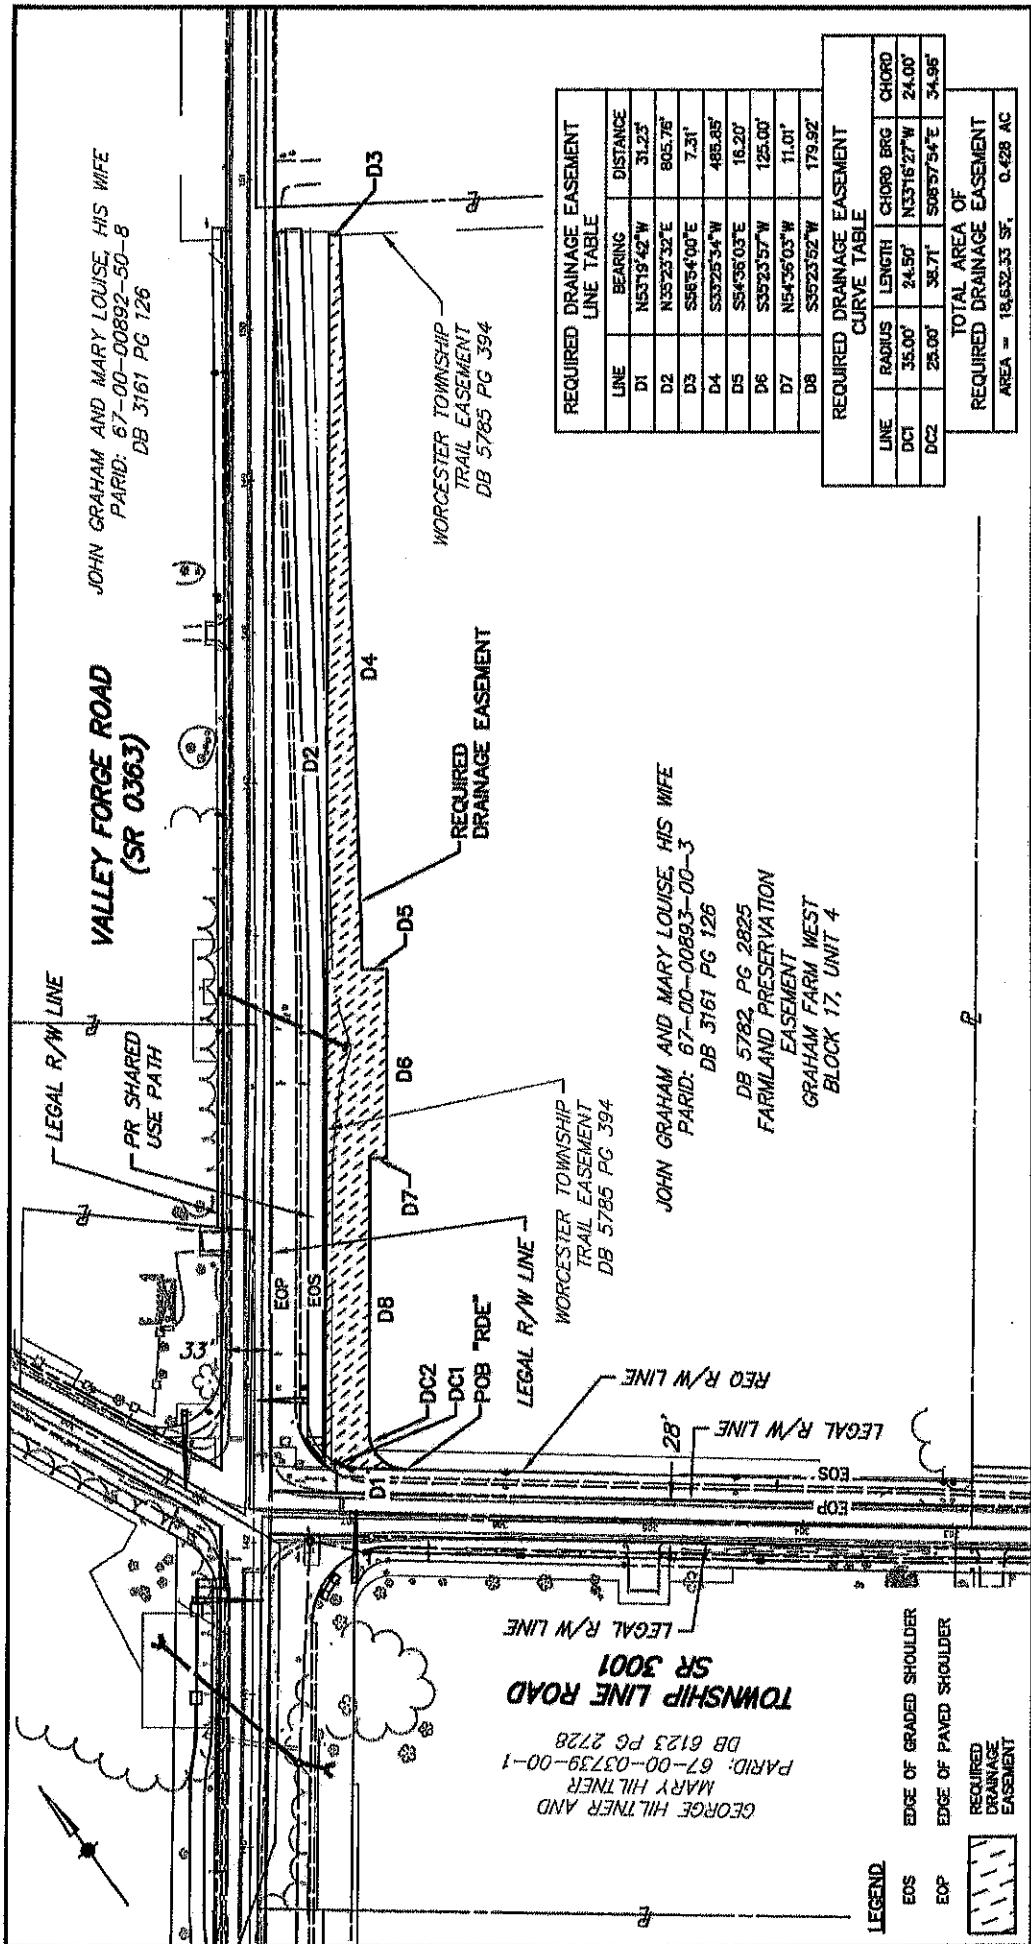 JOHN GRAHAM AND MARY LOUISE, HIS WIFE
PARID: 67-00-00892-50-8
DB 3161 PG 126
VALLEY FORGE ROAD
(SR 0363)
LEGAL R/W LINE
PR SHARED
USE PATH
33'
EOP
EOS
D2
D3
WORCESTER TOWNSHIP
TRAIL EASEMENT
DB 5785 PG 394
D4
REQUIRED
DRAINAGE EASEMENT
D5
D6
D7
D8
WORCESTER TOWNSHIP
TRAIL EASEMENT
DB 5785 PG 394
LEGAL R/W LINE
DC2
DC1
POB "RDE"
D1
JOHN GRAHAM AND MARY LOUISE, HIS WIFE
PARID: 67-00-00893-00-3
DB 3161 PG 126
DB 5782, PG 2825
FARMLAND PRESERVATION
EASEMENT
GRAHAM FARM WEST
BLOCK 17, UNIT 4
REQ R/W LINE
LEGAL R/W LINE
28'
EOS
EOP
LEGAL R/W LINE
TOWNSHIP LINE ROAD
SR 3001
GEORGE HILTNER AND
MARY HILTNER
PARID: 67-00-03739-00-1
DB 6123 PG 2728
REQUIRED DRAINAGE EASEMENT
LINE TABLE
LINE BEARING DISTANCE
D1 N53°19'42"W 31.23'
D2 N35°23'32"E 805.76'
D3 S56°54'00"E 7.31'
D4 S33°25'34"W 485.85'
D5 S54°36'03"E 16.20'
D6 S35°23'57"W 125.00'
D7 N54°36'03"W 11.01'
D8 S35°23'52"W 179.92'
REQUIRED DRAINAGE EASEMENT
CURVE TABLE
LINE RADIUS LENGTH CHORD BRG CHORD
DC1 35.00' 24.50' N33°16'27"W 24.00'
DC2 25.00' 38.71' S08°57'54"E 34.96'
TOTAL AREA OF
REQUIRED DRAINAGE EASEMENT
AREA = 18,632.33 SF, 0.428 AC
LEGEND
EOS EDGE OF GRADED SHOULDER
EOP EDGE OF PAVED SHOULDER
REQUIRED
DRAINAGE
EASEMENT